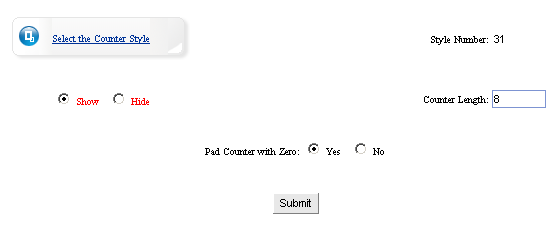 Select the Counter Style
Style Number: 31
Show Hide
Counter Length: 8
Pad Counter with Zero: Yes No
Submit